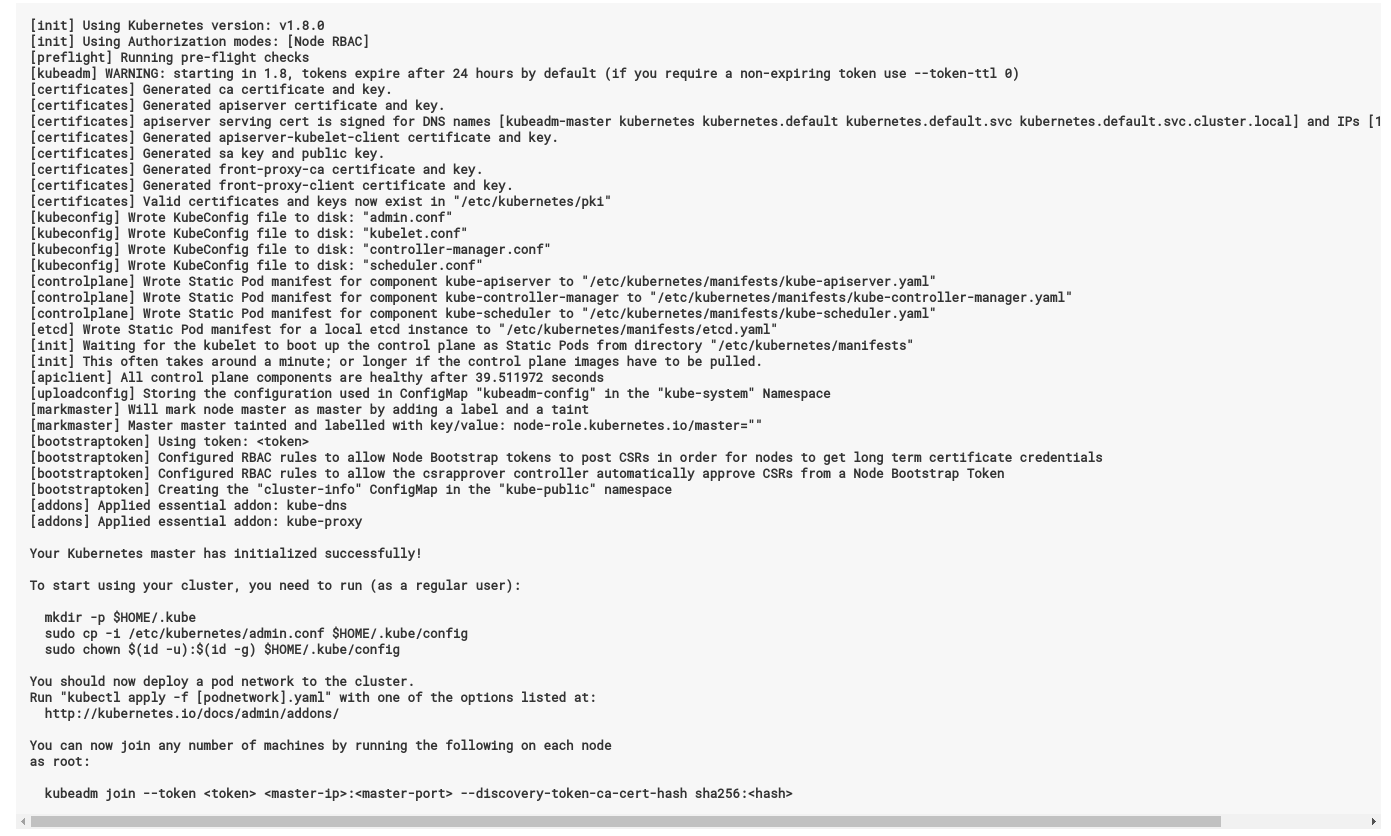 [init] Using Kubernetes version: v1.8.0
[init] Using Authorization modes: [Node RBAC]
[preflight] Running pre-flight checks
[kubeadm] WARNING: starting in 1.8, tokens expire after 24 hours by default (if you require a non-expiring token use --token-ttl 0)
[certificates] Generated ca certificate and key.
[certificates] Generated apiserver certificate and key.
[certificates] apiserver serving cert is signed for DNS names [kubeadm-master kubernetes kubernetes.default kubernetes.default.svc kubernetes.default.svc.cluster.local] and IPs [1
[certificates] Generated apiserver-kubelet-client certificate and key.
[certificates] Generated sa key and public key.
[certificates] Generated front-proxy-ca certificate and key.
[certificates] Generated front-proxy-client certificate and key.
[certificates] Valid certificates and keys now exist in "/etc/kubernetes/pki"
[kubeconfig] Wrote KubeConfig file to disk: "admin.conf"
[kubeconfig] Wrote KubeConfig file to disk: "kubelet.conf"
[kubeconfig] Wrote KubeConfig file to disk: "controller-manager.conf"
[kubeconfig] Wrote KubeConfig file to disk: "scheduler.conf"
[controlplane] Wrote Static Pod manifest for component kube-apiserver to "/etc/kubernetes/manifests/kube-apiserver.yaml"
[controlplane] Wrote Static Pod manifest for component kube-controller-manager to "/etc/kubernetes/manifests/kube-controller-manager.yaml"
[controlplane] Wrote Static Pod manifest for component kube-scheduler to "/etc/kubernetes/manifests/kube-scheduler.yaml"
[etcd] Wrote Static Pod manifest for a local etcd instance to "/etc/kubernetes/manifests/etcd.yaml"
[init] Waiting for the kubelet to boot up the control plane as Static Pods from directory "/etc/kubernetes/manifests"
[init] This often takes around a minute; or longer if the control plane images have to be pulled.
[apiclient] All control plane components are healthy after 39.511972 seconds
[uploadconfig] Storing the configuration used in ConfigMap "kubeadm-config" in the "kube-system" Namespace
[markmaster] Will mark node master as master by adding a label and a taint
[markmaster] Master master tainted and labelled with key/value: node-role.kubernetes.io/master=""
[bootstraptoken] Using token: <token>
[bootstraptoken] Configured RBAC rules to allow Node Bootstrap tokens to post CSRs in order for nodes to get long term certificate credentials
[bootstraptoken] Configured RBAC rules to allow the csrapprover controller automatically approve CSRs from a Node Bootstrap Token
[bootstraptoken] Creating the "cluster-info" ConfigMap in the "kube-public" namespace
[addons] Applied essential addon: kube-dns
[addons] Applied essential addon: kube-proxy
Your Kubernetes master has initialized successfully!
To start using your cluster, you need to run (as a regular user):
mkdir -p $HOME/.kube
sudo cp -i /etc/kubernetes/admin.conf $HOME/.kube/config
sudo chown $(id -u):$(id -g) $HOME/.kube/config
You should now deploy a pod network to the cluster.
Run "kubectl apply -f [podnetwork].yaml" with one of the options listed at:
http://kubernetes.io/docs/admin/addons/
You can now join any number of machines by running the following on each node
as root:
kubeadm join --token <token> <master-ip>:<master-port> --discovery-token-ca-cert-hash sha256:<hash>